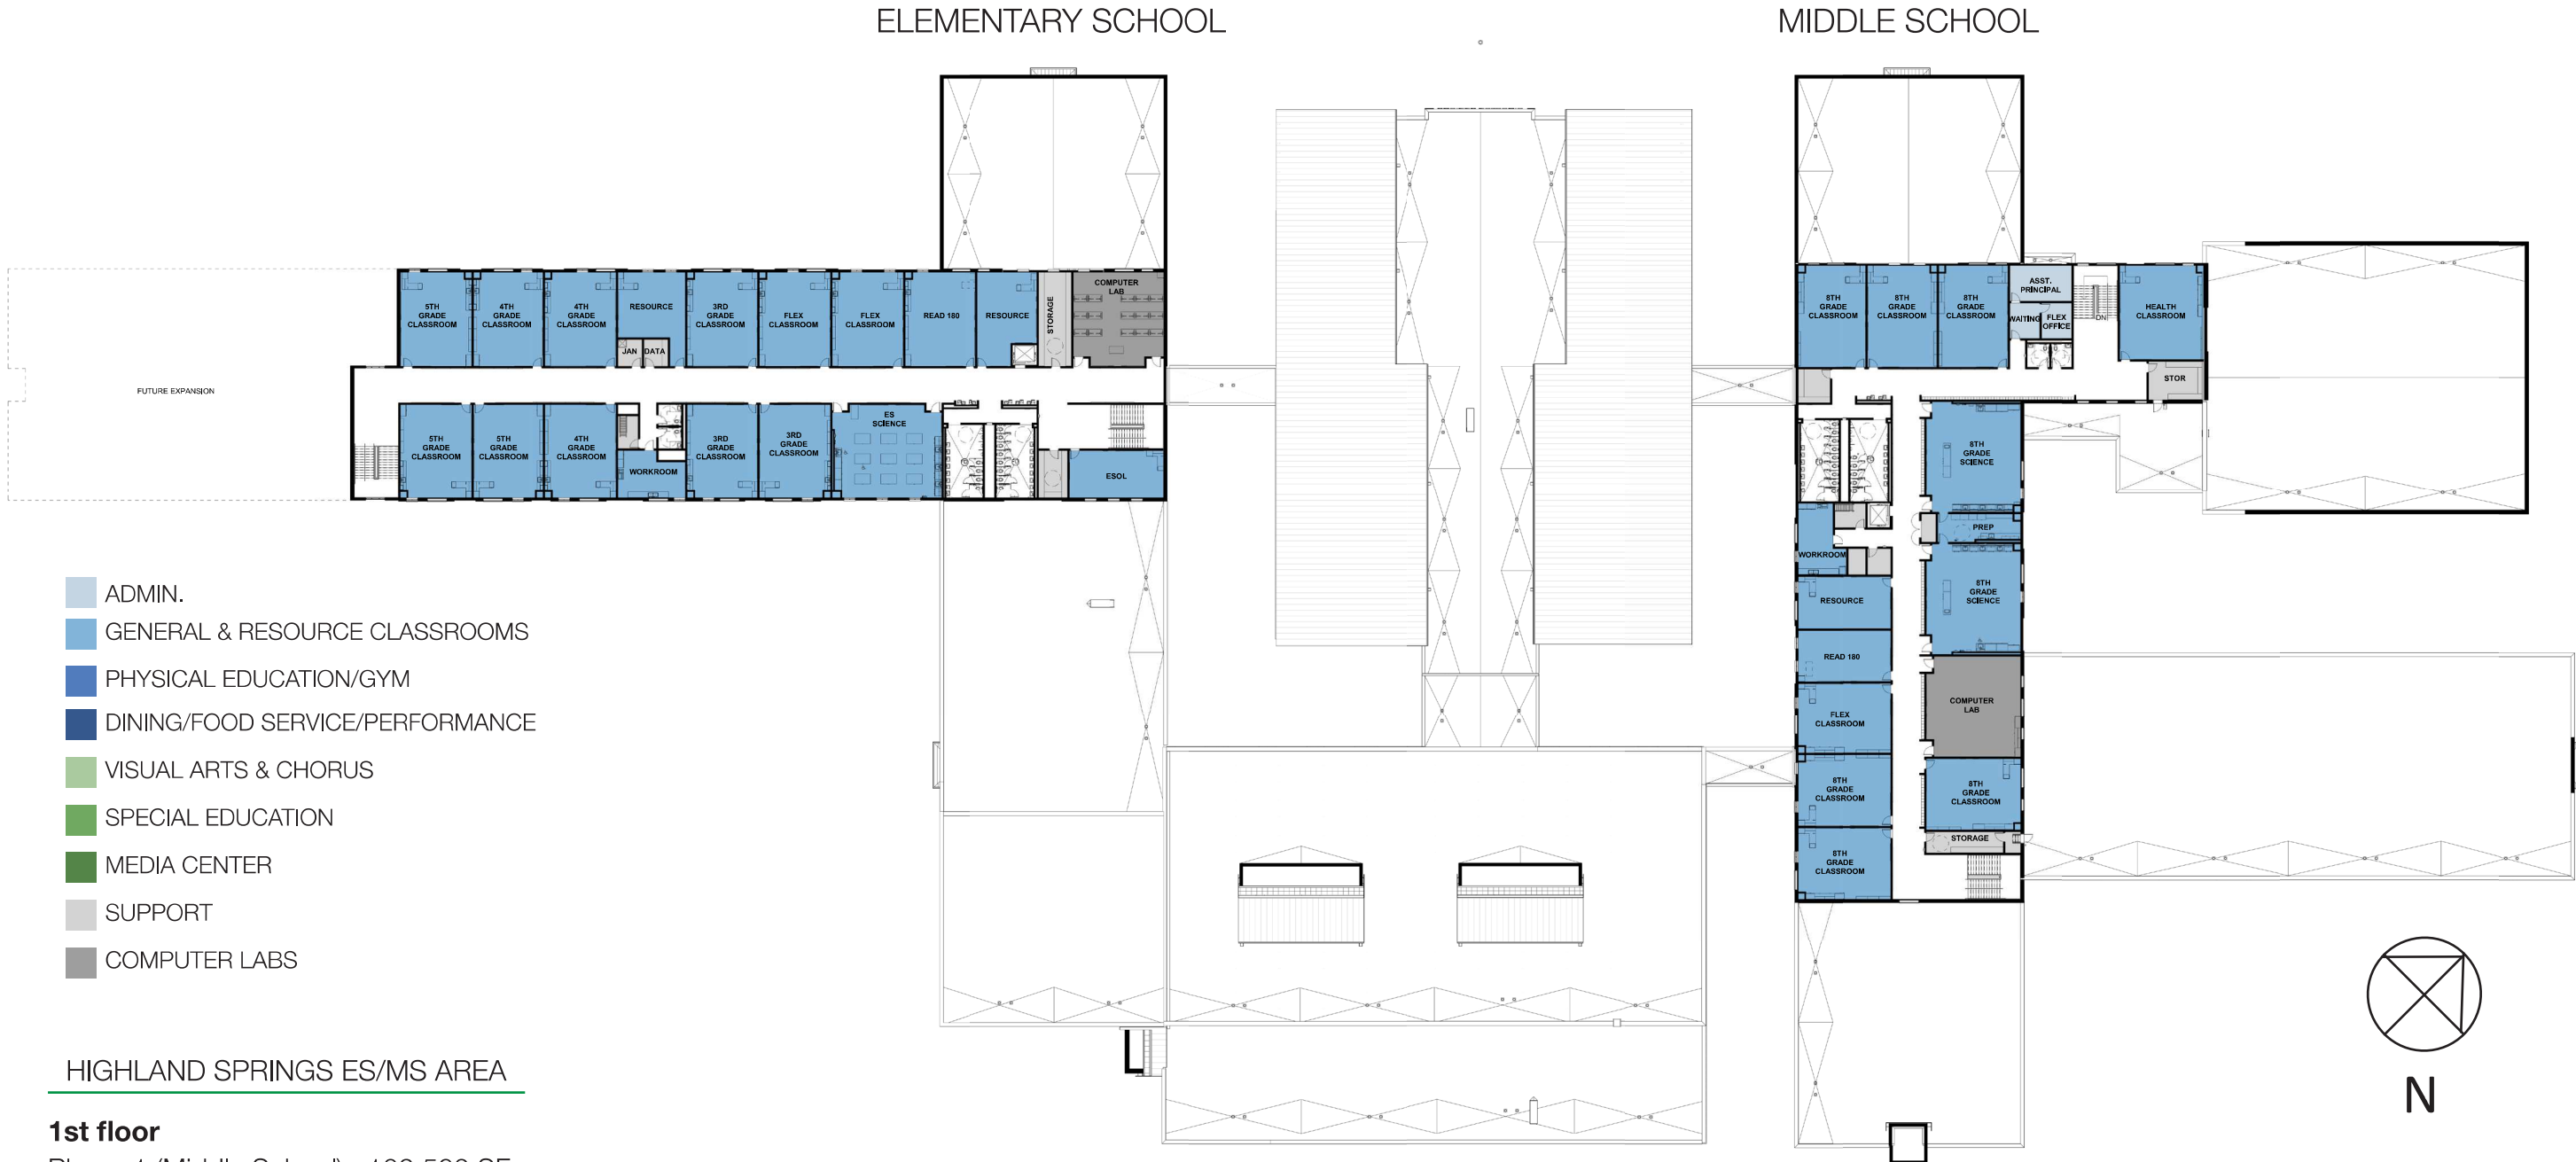 ELEMENTARY SCHOOL
MIDDLE SCHOOL
5TH
GRADE
CLASSROOM
4TH
GRADE
CLASSROOM
4TH
GRADE
CLASSROOM
RESOURCE
JAN
DATA
3RD
GRADE
CLASSROOM
FLEX
CLASSROOM
FLEX
CLASSROOM
READ 180
RESOURCE
STORAGE
COMPUTER
LAB
FUTURE EXPANSION
5TH
GRADE
CLASSROOM
5TH
GRADE
CLASSROOM
4TH
GRADE
CLASSROOM
WORKROOM
3RD
GRADE
CLASSROOM
3RD
GRADE
CLASSROOM
ES
SCIENCE
ESOL
8TH
GRADE
CLASSROOM
8TH
GRADE
CLASSROOM
8TH
GRADE
CLASSROOM
ASST.
PRINCIPAL
WAITING
FLEX
OFFICE
DN
HEALTH
CLASSROOM
STOR
8TH
GRADE
SCIENCE
PREP
WORKROOM
8TH
GRADE
SCIENCE
RESOURCE
READ 180
FLEX
CLASSROOM
COMPUTER
LAB
8TH
GRADE
CLASSROOM
8TH
GRADE
CLASSROOM
STORAGE
8TH
GRADE
CLASSROOM
ADMIN.
GENERAL & RESOURCE CLASSROOMS
PHYSICAL EDUCATION/GYM
DINING/FOOD SERVICE/PERFORMANCE
VISUAL ARTS & CHORUS
SPECIAL EDUCATION
MEDIA CENTER
SUPPORT
COMPUTER LABS
N
HIGHLAND SPRINGS ES/MS AREA
1st floor